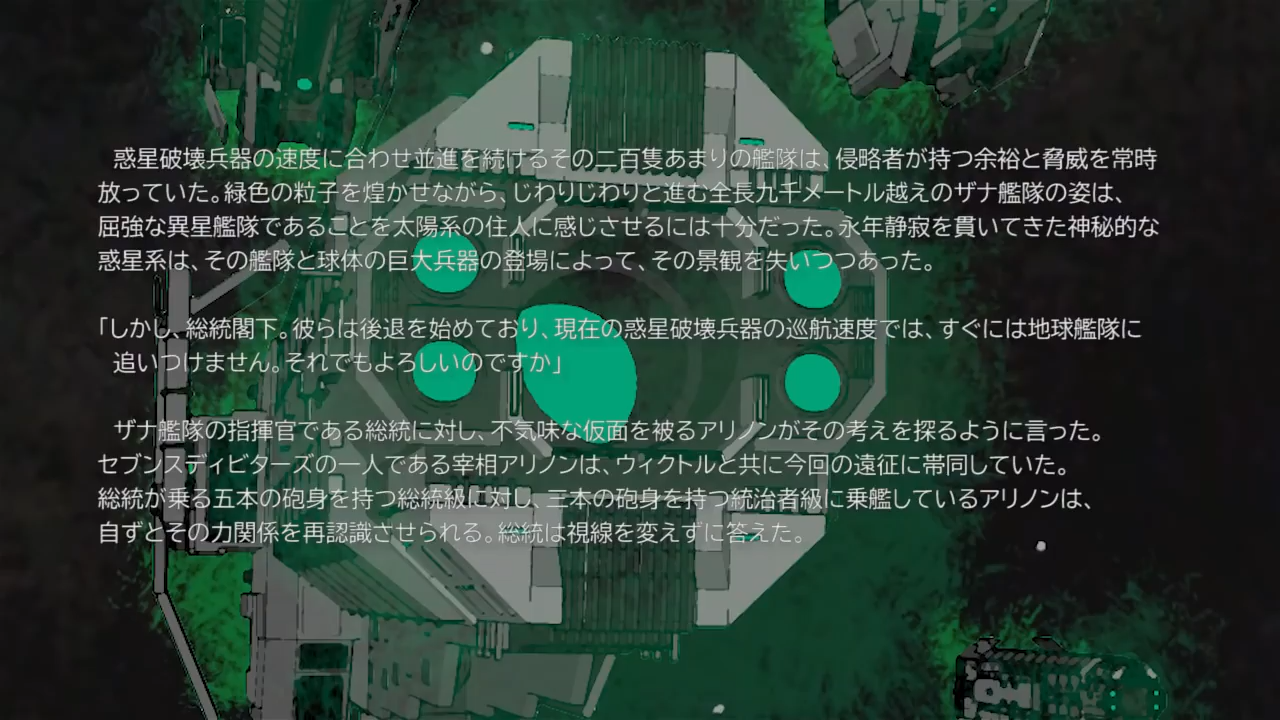 惑星破壊兵器の速度に合わせ並進を続けるその二百隻あまりの艦隊は、侵略者が持つ余裕と脅威を常時
放っていた。緑色の粒子を煌かせながら、じわりじわりと進む全長九千メートル越えのザナ艦隊の姿は、
屈強な異星艦隊であることを太陽系の住人に感じさせるには十分だった。永年静寂を貫いてきた神秘的な
惑星系は、その艦隊と球体の巨大兵器の登場によって、その景観を失いつつあった。
「しかし、総統閣下。彼らは後退を始めており、現在の惑星破壊兵器の巡航速度では、すぐには地球艦隊に
追いつけません。それでもよろしいのですか」
ザナ艦隊の指揮官である総統に対し、不気味な仮面を被るアリノンがその考えを探るように言った。
セブンスディビターズの一人である宰相アリノンは、ウィクトルと共に今回の遠征に帯同していた。
総統が乗る五本の砲身を持つ総統級に対し、三本の砲身を持つ統治者級に乗艦しているアリノンは、
自ずとその力関係を再認識させられる。総統は視線を変えずに答えた。